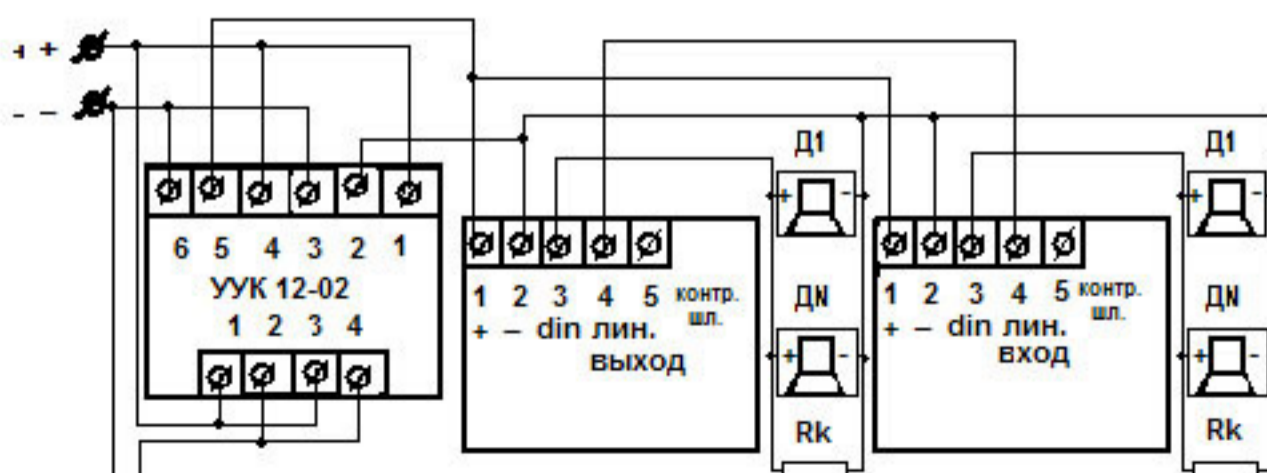 +
- –
6 5 4 3 2 1
УУК 12-02
1 2 3 4
1 2 3 4 5 контр. шл.
+ – din лин.
выход
Д1
+ -
ДN
+ -
Rk
1 2 3 4 5 контр. шл.
+ – din лин.
вход
Д1
+ -
ДN
+ -
Rk